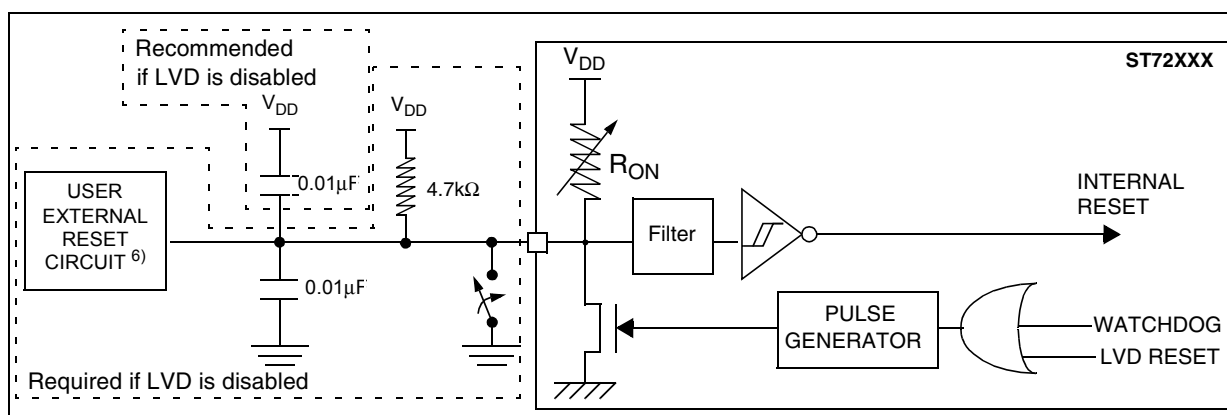 Recommended
if LVD is disabled
VDD
0.01µF
VDD
4.7kΩ
USER
EXTERNAL
RESET
CIRCUIT 6)
0.01µF
Required if LVD is disabled
ST72XXX
VDD
RON
Filter
INTERNAL
RESET
PULSE
GENERATOR
WATCHDOG
LVD RESET